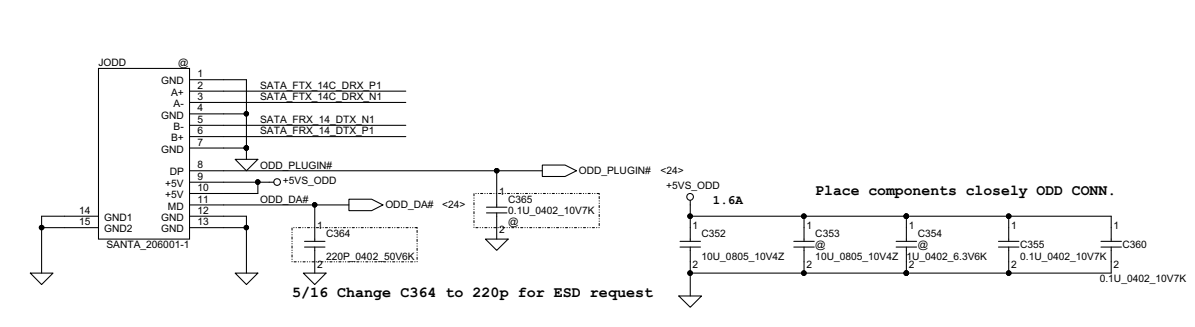 JODD @
GND 1
A+ 2 SATA_FTX_14C_DRX_P1
A- 3 SATA_FTX_14C_DRX_N1
GND 4
B- 5 SATA_FRX_14_DTX_N1
B+ 6 SATA_FRX_14_DTX_P1
GND 7
DP 8 ODD_PLUGIN# ODD_PLUGIN# <24>
+5V 9 +5VS_ODD
+5V 10
MD 11 ODD_DA# ODD_DA# <24>
14 GND1 GND 12
15 GND2 GND 13
SANTA_206001-1
1
C364
220P_0402_50V6K
2
1
C365
0.1U_0402_10V7K
@
2
5/16 Change C364 to 220p for ESD request
+5VS_ODD
1.6A
Place components closely ODD CONN.
1
C352
10U_0805_10V4Z
2
1
C353
@
10U_0805_10V4Z
2
1
C354
@
1U_0402_6.3V6K
2
1
C355
0.1U_0402_10V7K
2
1
C360
2
0.1U_0402_10V7K